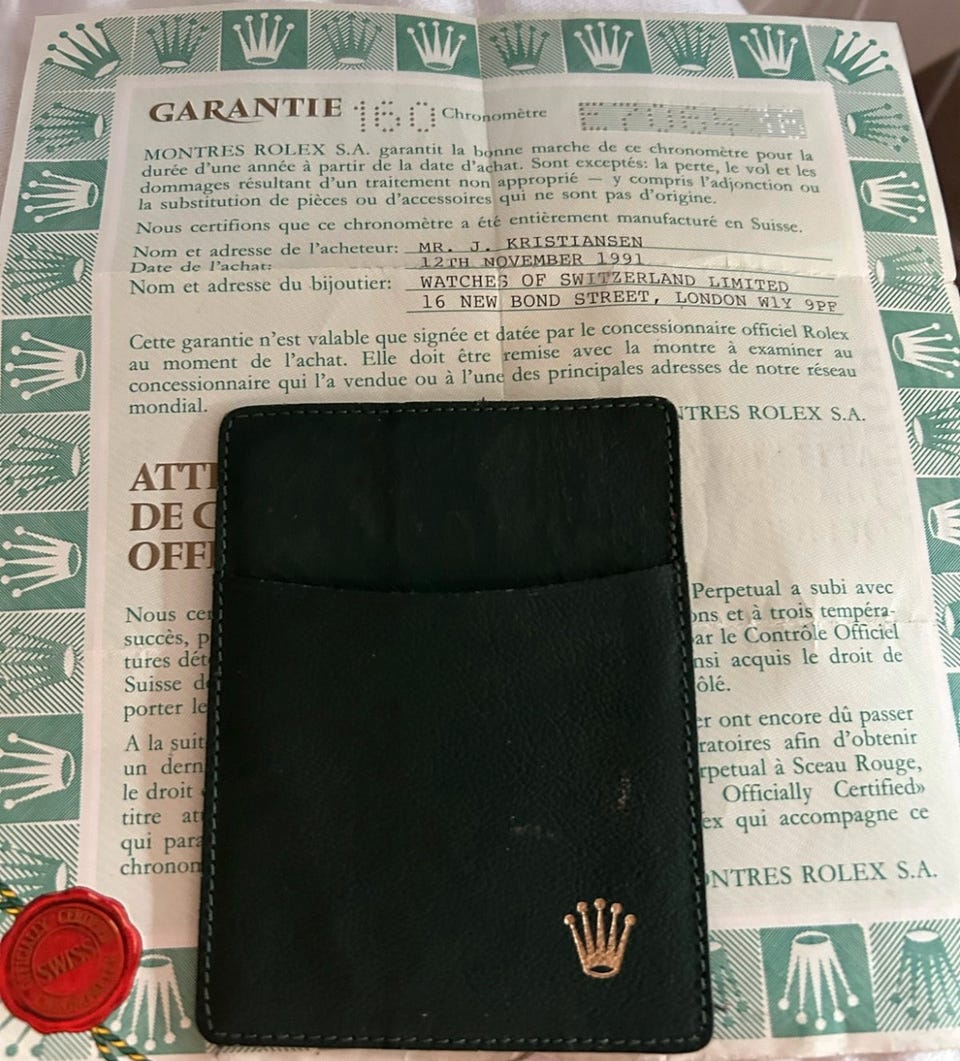 GARANTIE 160 Chronomètre
MONTRES ROLEX S.A. garantit la bonne marche de ce chronomètre pour la
durée d'une année à partir de la date d'achat. Sont exceptés: la perte, le vol et les
dommages résultant d'un traitement non approprié — y compris l'adjonction ou
la substitution de pièces ou d'accessoires qui ne sont pas d'origine.
Nous certifions que ce chronomètre a été entièrement manufacturé en Suisse.
Nom et adresse de l'acheteur: MR. J. KRISTIANSEN
Date de l'achat: 12TH NOVEMBER 1991
Nom et adresse du bijoutier: WATCHES OF SWITZERLAND LIMITED
16 NEW BOND STREET, LONDON W1Y 9PF
Cette garantie n'est valable que signée et datée par le concessionnaire officiel Rolex
au moment de l'achat. Elle doit être remise avec la montre à examiner au
concessionnaire qui l'a vendue ou à l'une des principales adresses de notre réseau
mondial.
NTRES ROLEX S.A.
ATTE
DE C
OFFI
Nous cer Perpetual a subi avec
succès, p ons et à trois tempéra-
tures dét ar le Contrôle Officiel
Suisse d nsi acquis le droit de
porter le ôlé.
A la suit er ont encore dû passer
un dern ratoires afin d'obtenir
le droit rpetual à Sceau Rouge,
titre at Officially Certified»
qui para ex qui accompagne ce
chronom
ONTRES ROLEX S.A.
SWISS